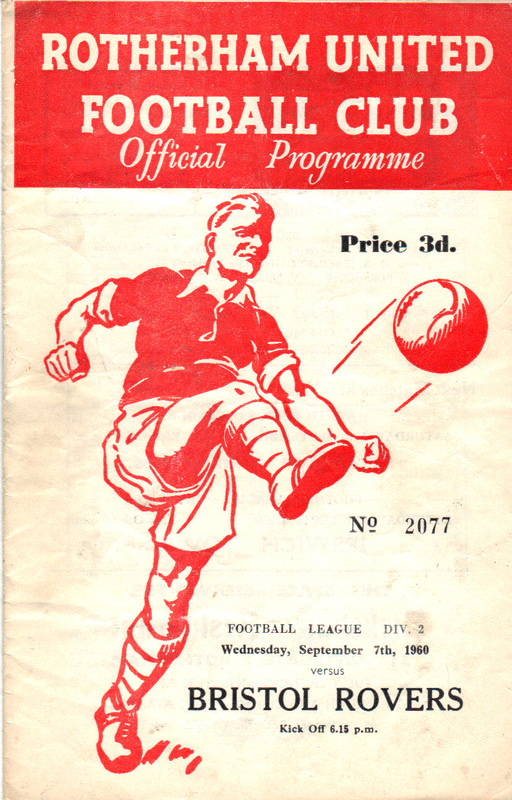 ROTHERHAM UNITED
FOOTBALL CLUB
Official Programme
Price 3d.
Nº 2077
FOOTBALL LEAGUE DIV. 2
Wednesday, September 7th, 1960
versus
BRISTOL ROVERS
Kick Off 6.15 p.m.